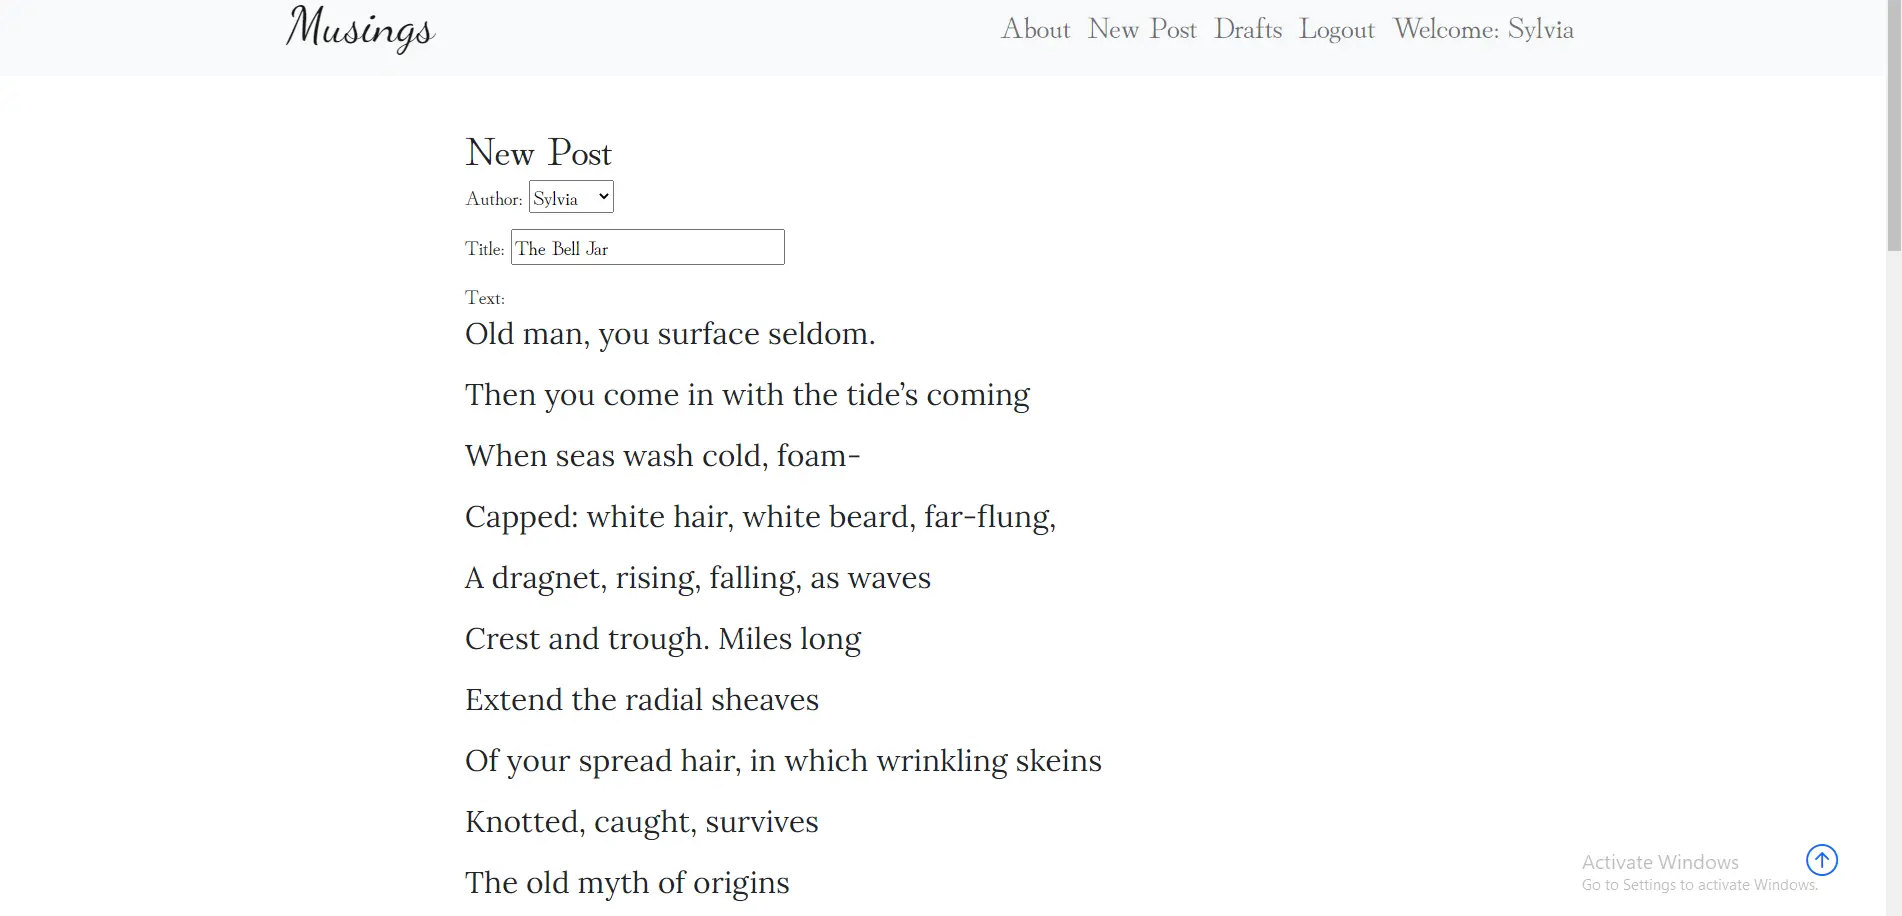 Musings
About New Post Drafts Logout Welcome: Sylvia
New Post
Author: Sylvia
Title: The Bell Jar
Text:
Old man, you surface seldom.
Then you come in with the tide’s coming
When seas wash cold, foam-
Capped: white hair, white beard, far-flung,
A dragnet, rising, falling, as waves
Crest and trough. Miles long
Extend the radial sheaves
Of your spread hair, in which wrinkling skeins
Knotted, caught, survives
The old myth of origins
Activate Windows
Go to Settings to activate Windows.